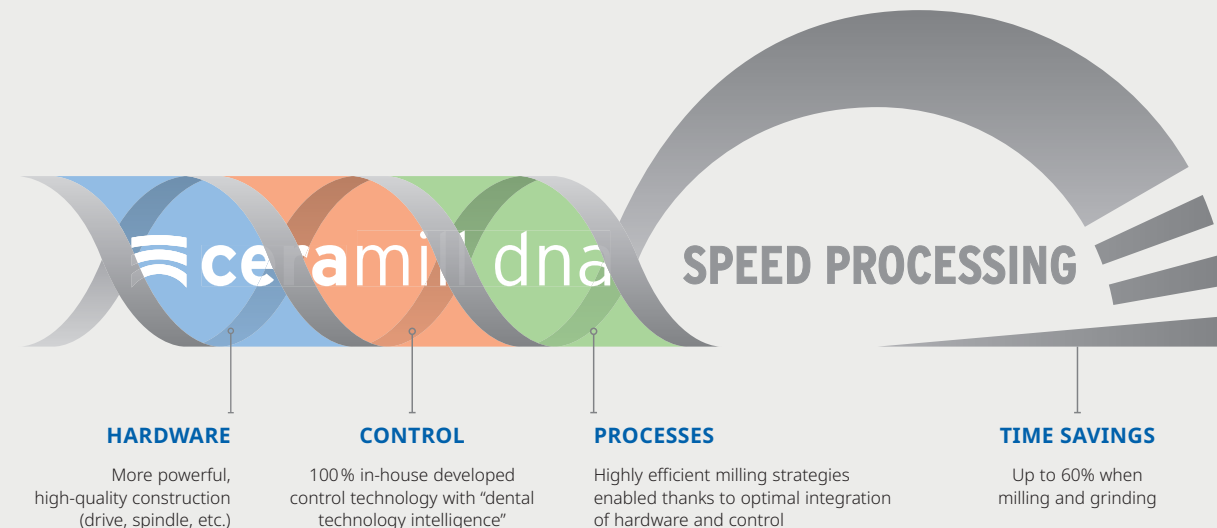 ceramill dna
SPEED PROCESSING
HARDWARE
More powerful,
high-quality construction
(drive, spindle, etc.)
CONTROL
100% in-house developed
control technology with “dental
technology intelligence”
PROCESSES
Highly efficient milling strategies
enabled thanks to optimal integration
of hardware and control
TIME SAVINGS
Up to 60% when
milling and grinding